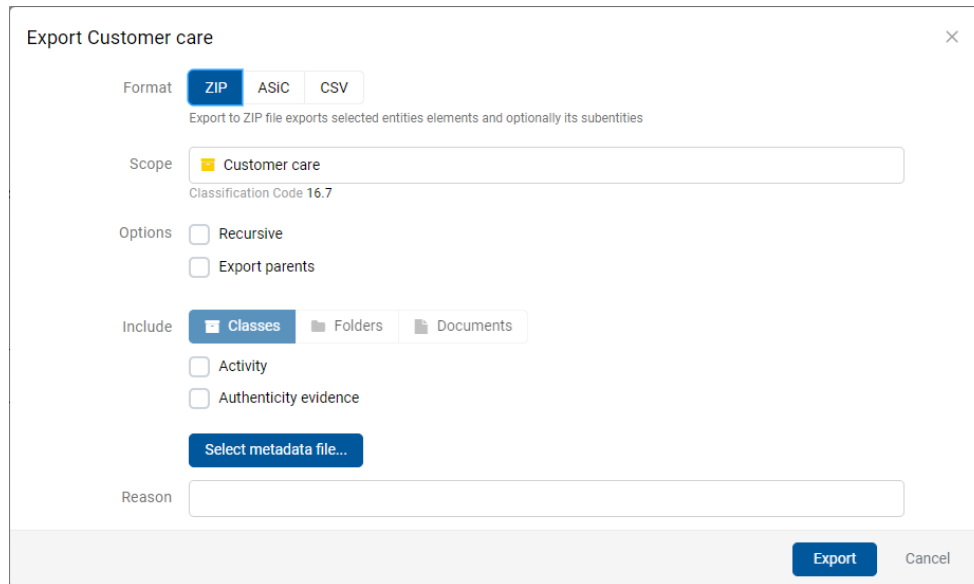 Export Customer care
Format ZIP ASiC CSV
Export to ZIP file exports selected entities elements and optionally its subentities
Scope Customer care
Classification Code 16.7
Options Recursive
Export parents
Include Classes Folders Documents
Activity
Authenticity evidence
Select metadata file...
Reason
Export Cancel